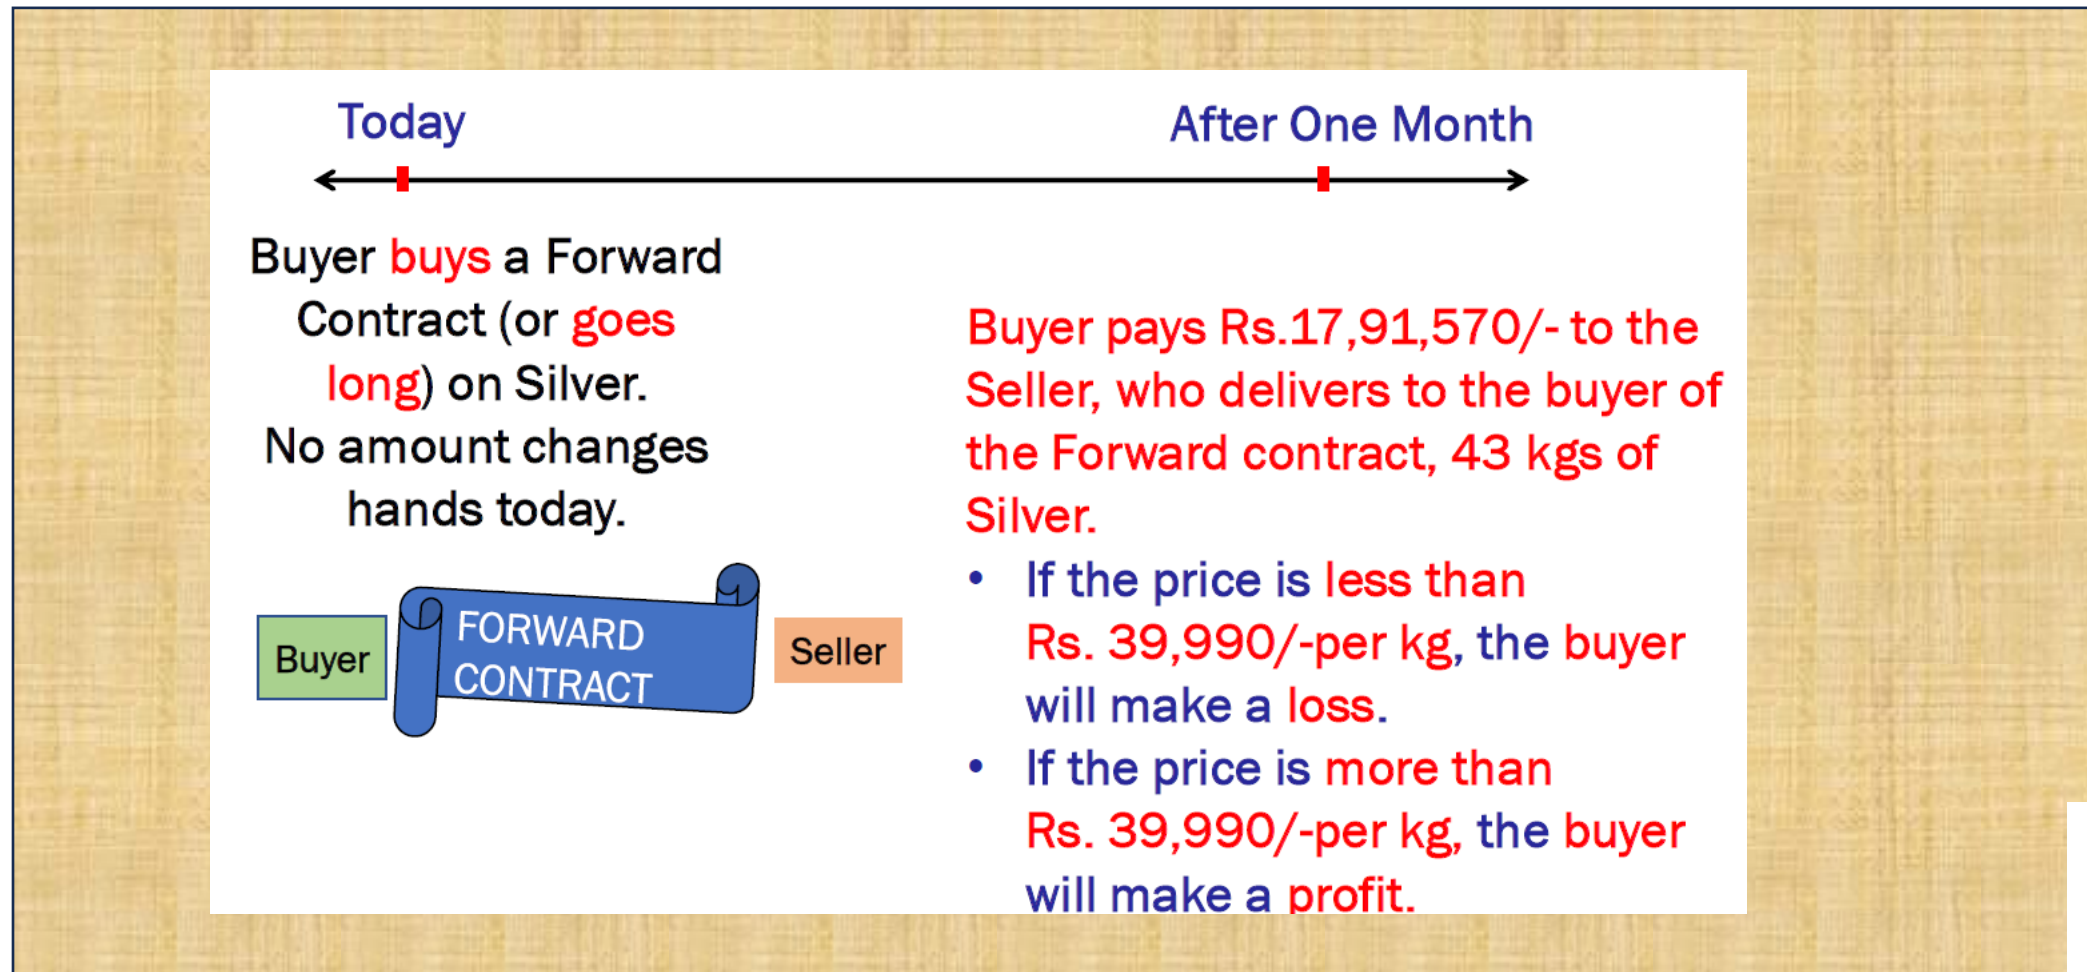 Today
After One Month
Buyer buys a Forward
Contract (or goes
long) on Silver.
No amount changes
hands today.
Buyer
FORWARD
CONTRACT
Seller
Buyer pays Rs.17,91,570/- to the
Seller, who delivers to the buyer of
the Forward contract, 43 kgs of
Silver.
• If the price is less than
Rs. 39,990/-per kg, the buyer
will make a loss.
• If the price is more than
Rs. 39,990/-per kg, the buyer
will make a profit.